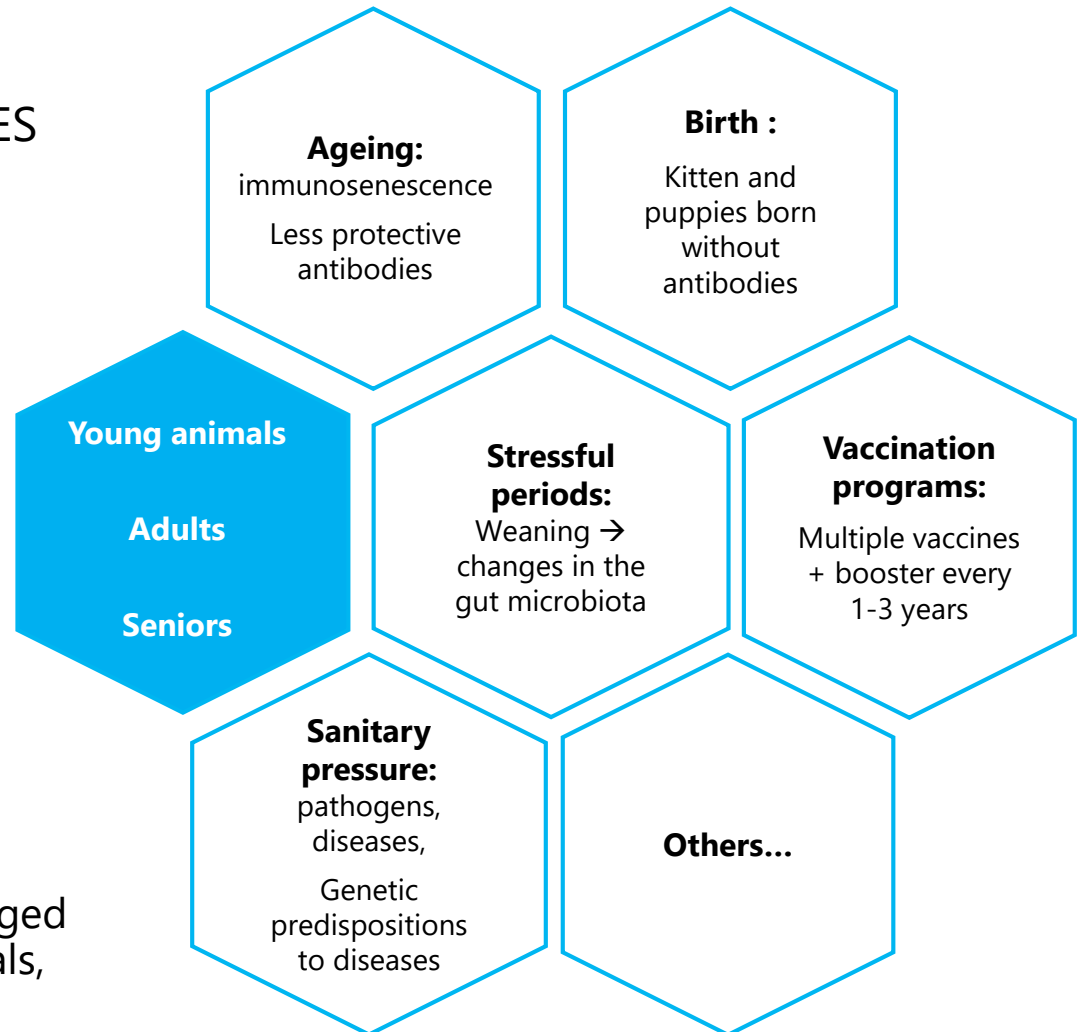 ES
Ageing:
immunosenescence
Less protective
antibodies
Birth :
Kitten and
puppies born
without
antibodies
Young animals
Adults
Seniors
Stressful
periods:
Weaning →
changes in the
gut microbiota
Vaccination
programs:
Multiple vaccines
+ booster every
1-3 years
Sanitary
pressure:
pathogens,
diseases,
Genetic
predispositions
to diseases
Others...
ged
als,